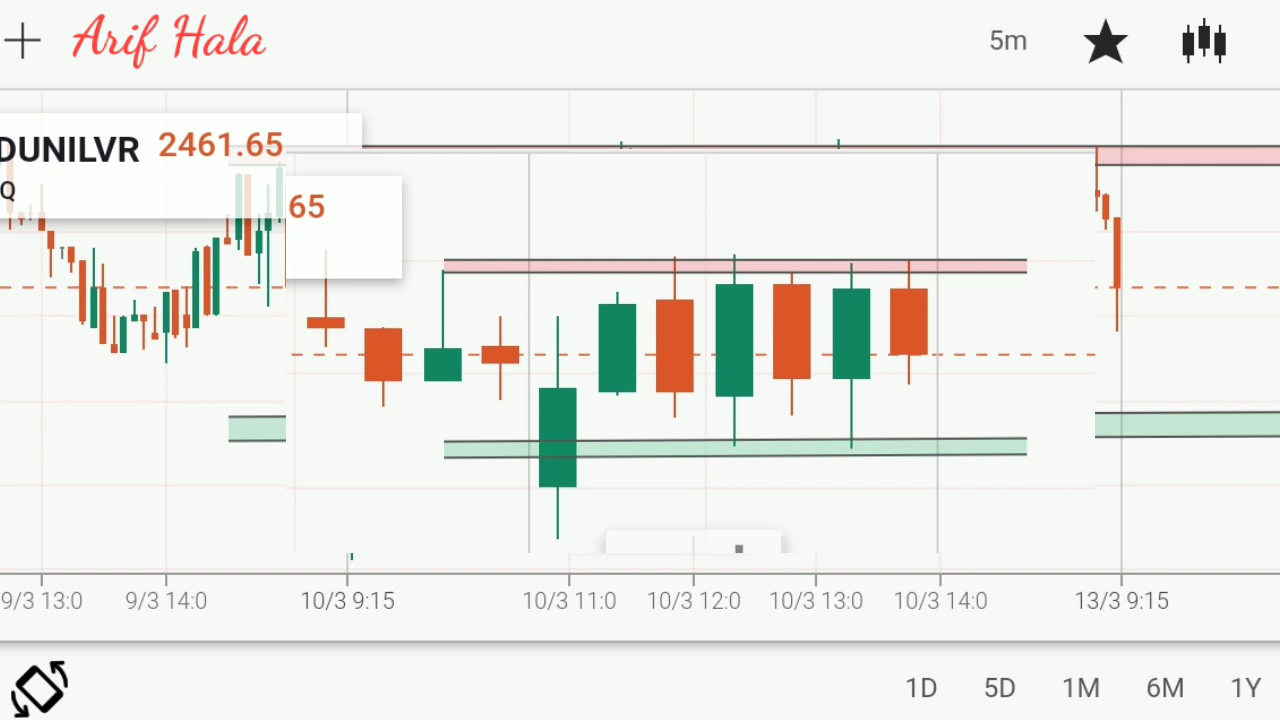 Arif Hala
5m
DUNILVR 2461.65
Q
65
9/3 13:0 9/3 14:0 10/3 9:15 10/3 11:0 10/3 12:0 10/3 13:0 10/3 14:0 13/3 9:15
1D 5D 1M 6M 1Y